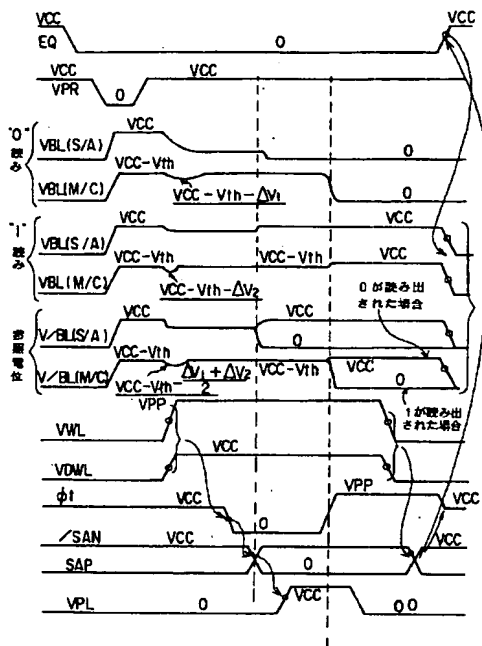 VCC
VCC
EQ
0
VCC
VCC
VPR
0
"0"読み
VCC
VBL(S/A)
0
VCC-Vth
VBL(M/C)
VCC-Vth-ΔV1
0
"1"読み
VCC
VCC
VBL(S/A)
VCC-Vth
VCC-Vth
VCC
VBL(M/C)
VCC-Vth-ΔV2
0が読み出
された場合
参照電位
VCC
VCC
V/BL(S/A)
0
VCC-Vth
VCC-Vth
VCC
V/BL(M/C)
VCC-Vth-
ΔV1+ΔV2
2
0
1が読み出
された場合
VPP
VWL
VCC
VDWL
VPP
VCC
φt
0
VCC
/SAN
VCC
VCC
SAP
0
VCC
VPL
0
00